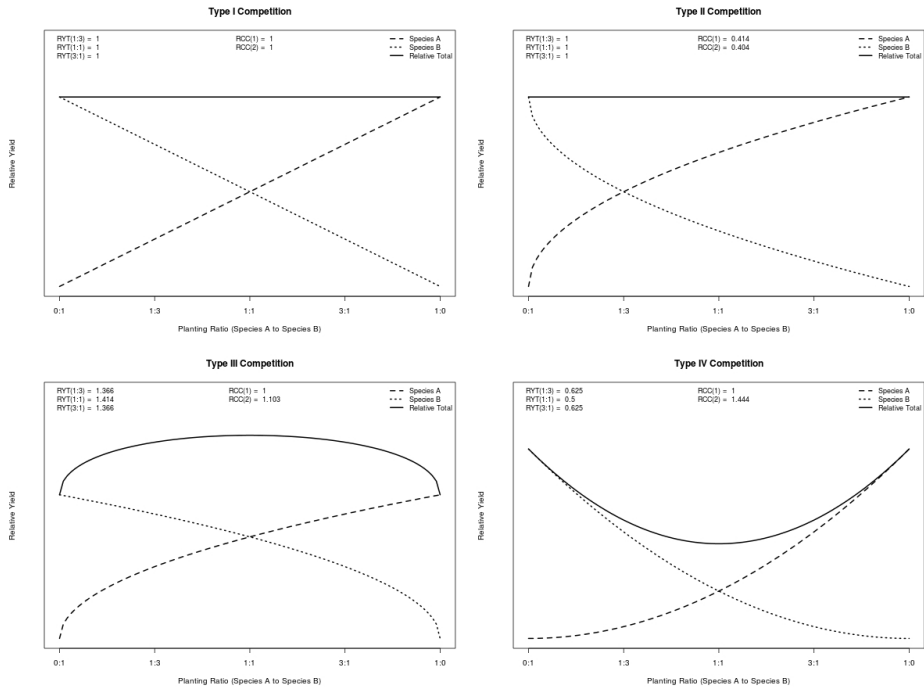 Type I Competition
RYT(1:3) = 1
RYT(1:1) = 1
RYT(3:1) = 1
RCC(1) = 1
RCC(2) = 1
Species A
Species B
Relative Total
Relative Yield
0:1 1:3 1:1 3:1 1:0
Planting Ratio (Species A to Species B)
Type II Competition
RYT(1:3) = 1
RYT(1:1) = 1
RYT(3:1) = 1
RCC(1) = 0.414
RCC(2) = 0.404
Species A
Species B
Relative Total
Relative Yield
0:1 1:3 1:1 3:1 1:0
Planting Ratio (Species A to Species B)
Type III Competition
RYT(1:3) = 1.366
RYT(1:1) = 1.414
RYT(3:1) = 1.366
RCC(1) = 1
RCC(2) = 1.103
Species A
Species B
Relative Total
Relative Yield
0:1 1:3 1:1 3:1 1:0
Planting Ratio (Species A to Species B)
Type IV Competition
RYT(1:3) = 0.625
RYT(1:1) = 0.5
RYT(3:1) = 0.625
RCC(1) = 1
RCC(2) = 1.444
Species A
Species B
Relative Total
Relative Yield
0:1 1:3 1:1 3:1 1:0
Planting Ratio (Species A to Species B)